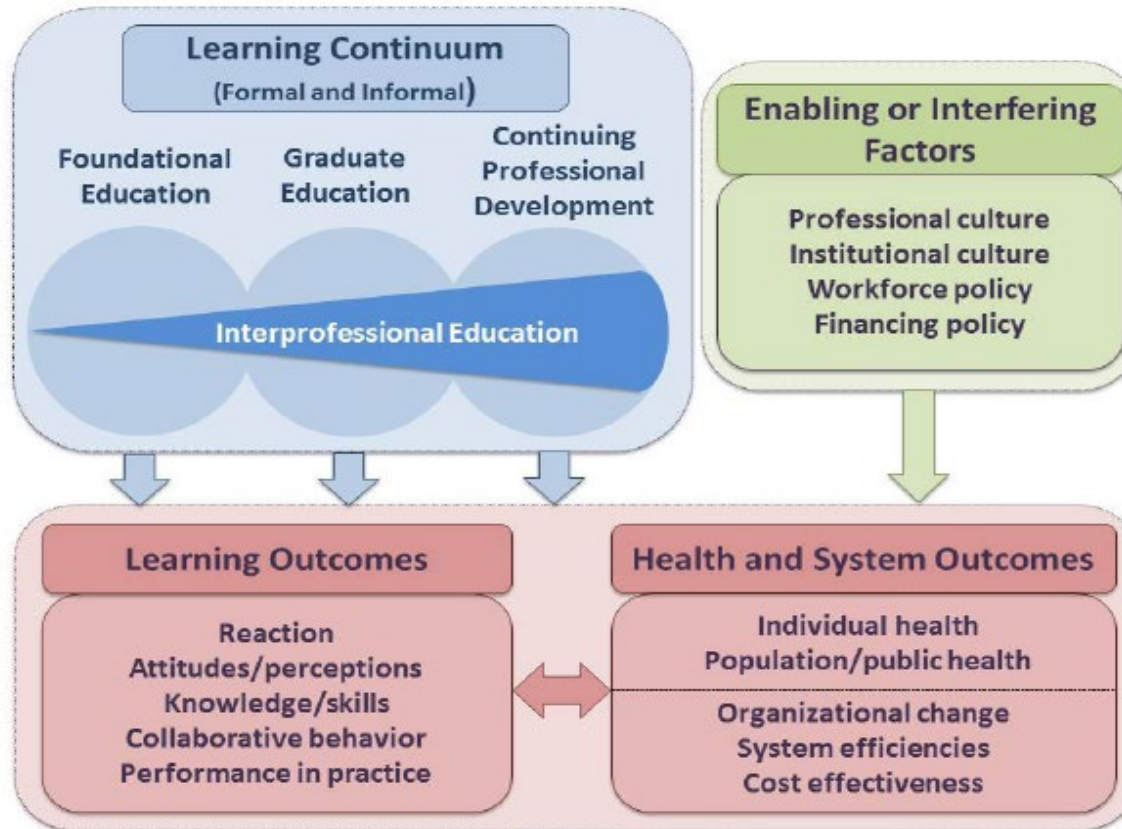 Learning Continuum
(Formal and Informal)
Foundational
Education
Graduate
Education
Continuing
Professional
Development
Interprofessional Education
Enabling or Interfering
Factors
Professional culture
Institutional culture
Workforce policy
Financing policy
Learning Outcomes
Reaction
Attitudes/perceptions
Knowledge/skills
Collaborative behavior
Performance in practice
Health and System Outcomes
Individual health
Population/public health
Organizational change
System efficiencies
Cost effectiveness